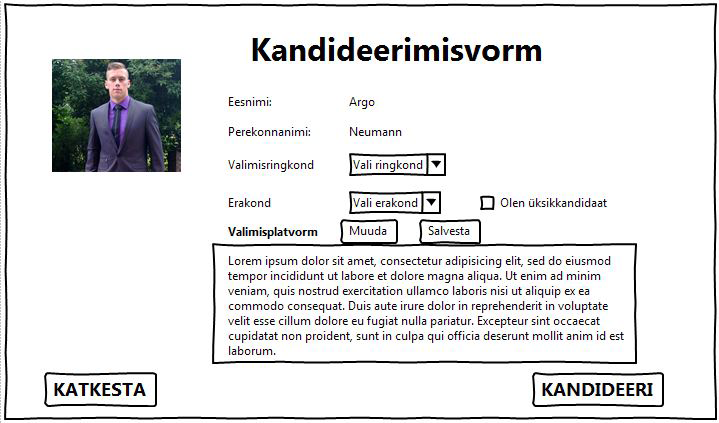 Kandideerimisvorm
Eesnimi: Argo
Perekonnanimi: Neumann
Valimisringkond Vali ringkond
Erakond Vali erakond Olen üksikkandidaat
Valimisplatvorm Muuda Salvesta
Lorem ipsum dolor sit amet, consectetur adipisicing elit, sed do eiusmod
tempor incididunt ut labore et dolore magna aliqua. Ut enim ad minim
veniam, quis nostrud exercitation ullamco laboris nisi ut aliquip ex ea
commodo consequat. Duis aute irure dolor in reprehenderit in voluptate
velit esse cillum dolore eu fugiat nulla pariatur. Excepteur sint occaecat
cupidatat non proident, sunt in culpa qui officia deserunt mollit anim id est
laborum.
KATKESTA KANDIDEERI